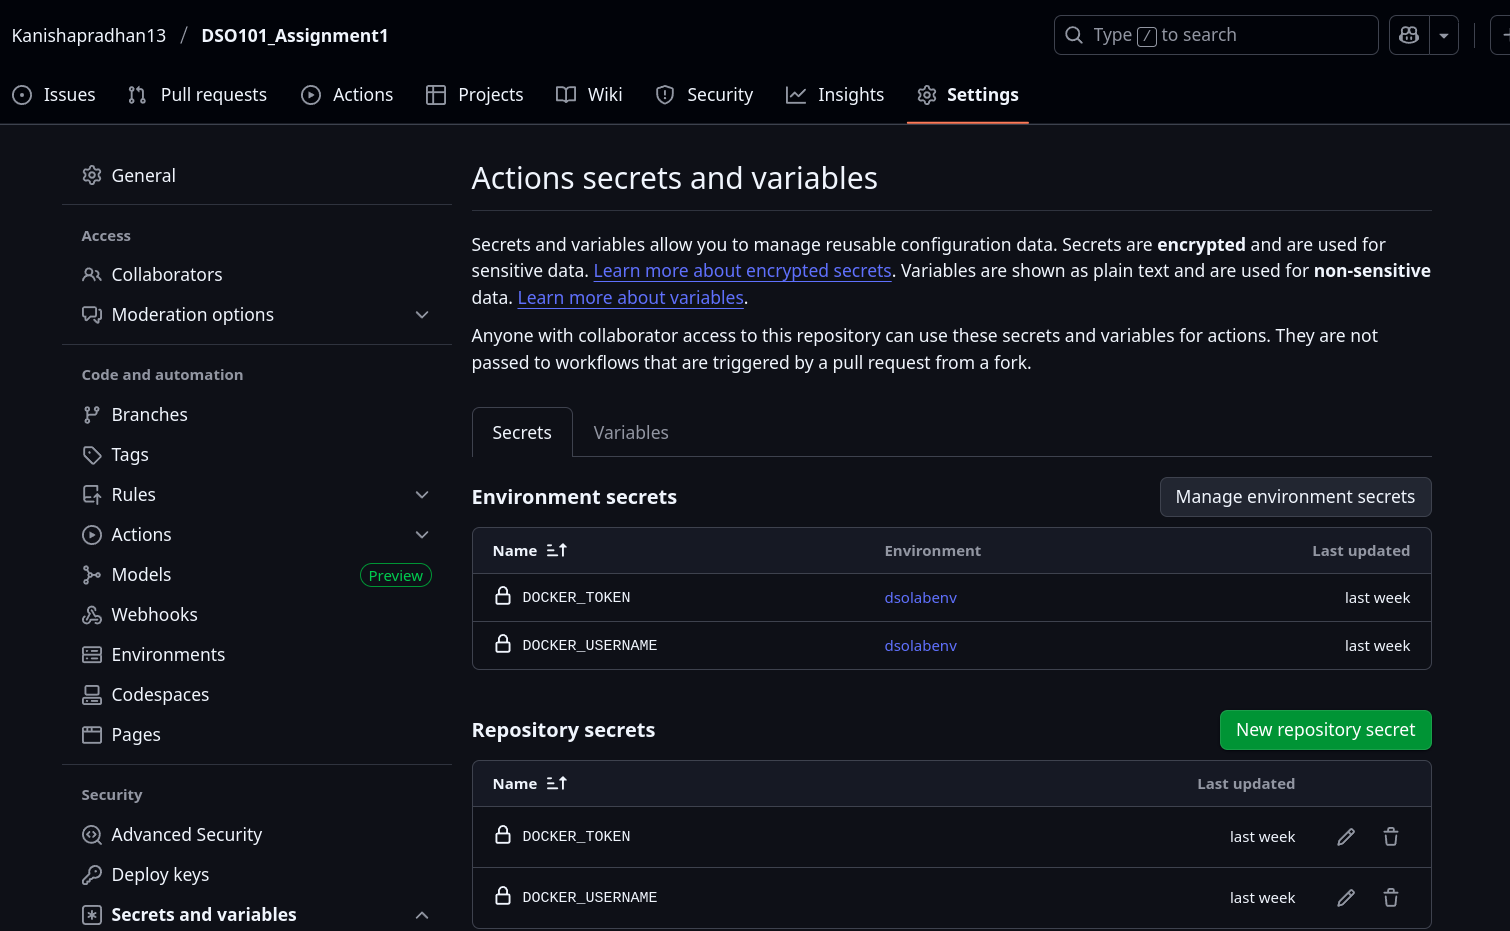 Kanishapradhan13 / DSO101_Assignment1
Type / to search
Issues Pull requests Actions Projects Wiki Security Insights Settings
General
Access
Collaborators
Moderation options
Code and automation
Branches
Tags
Rules
Actions
Models Preview
Webhooks
Environments
Codespaces
Pages
Security
Advanced Security
Deploy keys
Secrets and variables
Actions secrets and variables
Secrets and variables allow you to manage reusable configuration data. Secrets are encrypted and are used for
sensitive data. Learn more about encrypted secrets. Variables are shown as plain text and are used for non-sensitive
data. Learn more about variables.
Anyone with collaborator access to this repository can use these secrets and variables for actions. They are not
passed to workflows that are triggered by a pull request from a fork.
Secrets Variables
Environment secrets Manage environment secrets
Name Environment Last updated
DOCKER_TOKEN dsolabenv last week
DOCKER_USERNAME dsolabenv last week
Repository secrets New repository secret
Name Last updated
DOCKER_TOKEN last week
DOCKER_USERNAME last week